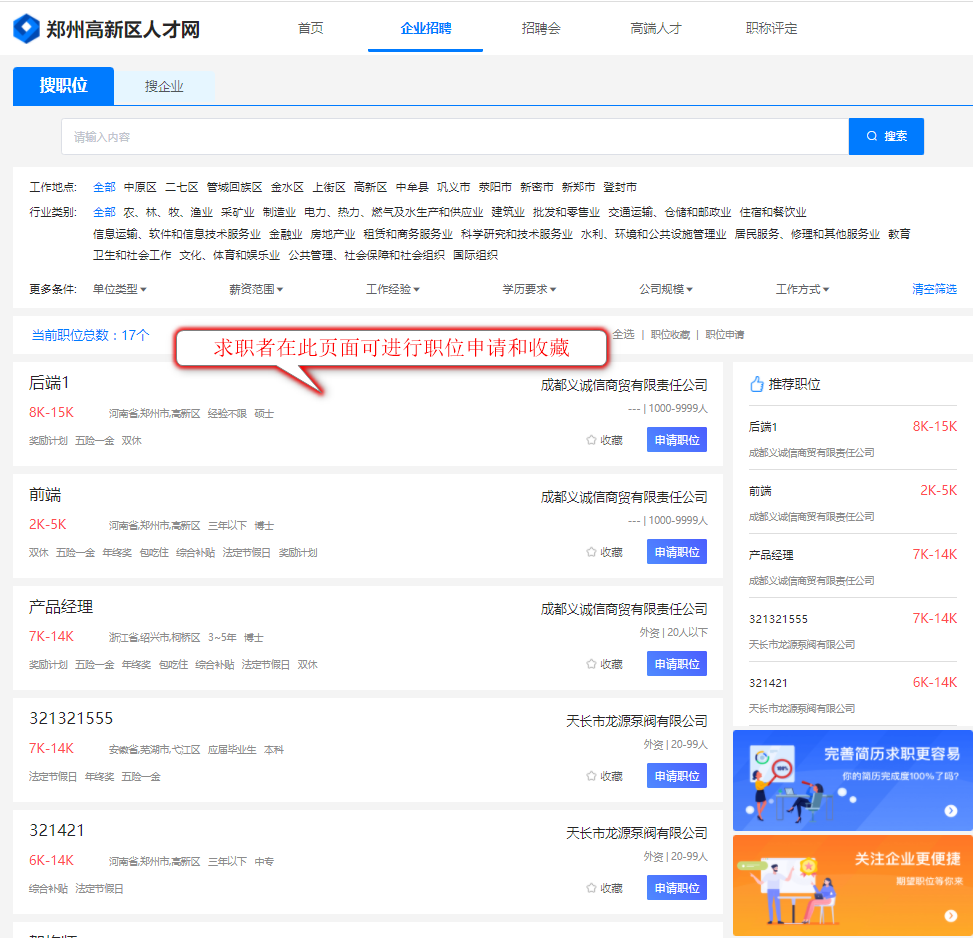 郑州高新区人才网 首页 企业招聘 招聘会 高端人才 职称评定
搜职位 搜企业
请输入内容 搜索
工作地点: 全部 中原区 二七区 管城回族区 金水区 上街区 高新区 中牟县 巩义市 荥阳市 新密市 新郑市 登封市
行业类别: 全部 农、林、牧、渔业 采矿业 制造业 电力、热力、燃气及水生产和供应业 建筑业 批发和零售业 交通运输、仓储和邮政业 住宿和餐饮业
信息运输、软件和信息技术服务业 金融业 房地产业 租赁和商务服务业 科学研究和技术服务业 水利、环境和公共设施管理业 居民服务、修理和其他服务业 教育
卫生和社会工作 文化、体育和娱乐业 公共管理、社会保障和社会组织 国际组织
更多条件: 单位类型 薪资范围 工作经验 学历要求 公司规模 工作方式 清空筛选
当前职位总数：17个 全选 | 职位收藏 | 职位申请
求职者在此页面可进行职位申请和收藏
后端1 成都义诚信商贸有限责任公司
8K-15K 河南省,郑州市,高新区 经验不限 硕士 --- | 1000-9999人
奖励计划 五险一金 双休 收藏 申请职位
前端 成都义诚信商贸有限责任公司
2K-5K 河南省,郑州市,高新区 三年以下 博士 --- | 1000-9999人
双休 五险一金 年终奖 包吃住 综合补贴 法定节假日 奖励计划 收藏 申请职位
产品经理 成都义诚信商贸有限责任公司
7K-14K 浙江省,绍兴市,柯桥区 3~5年 博士 外资 | 20人以下
奖励计划 五险一金 年终奖 包吃住 综合补贴 法定节假日 双休 收藏 申请职位
321321555 天长市龙源泵阀有限公司
7K-14K 安徽省,芜湖市,弋江区 应届毕业生 本科 外资 | 20-99人
法定节假日 年终奖 五险一金 收藏 申请职位
321421 天长市龙源泵阀有限公司
6K-14K 河南省,郑州市,高新区 三年以下 中专 外资 | 20-99人
综合补贴 法定节假日 收藏 申请职位
推荐职位
后端1 8K-15K
成都义诚信商贸有限责任公司
前端 2K-5K
成都义诚信商贸有限责任公司
产品经理 7K-14K
成都义诚信商贸有限责任公司
321321555 7K-14K
天长市龙源泵阀有限公司
321421 6K-14K
天长市龙源泵阀有限公司
完善简历求职更容易
你的简历完成度100%了吗?
100%
关注企业更便捷
期望职位等你来